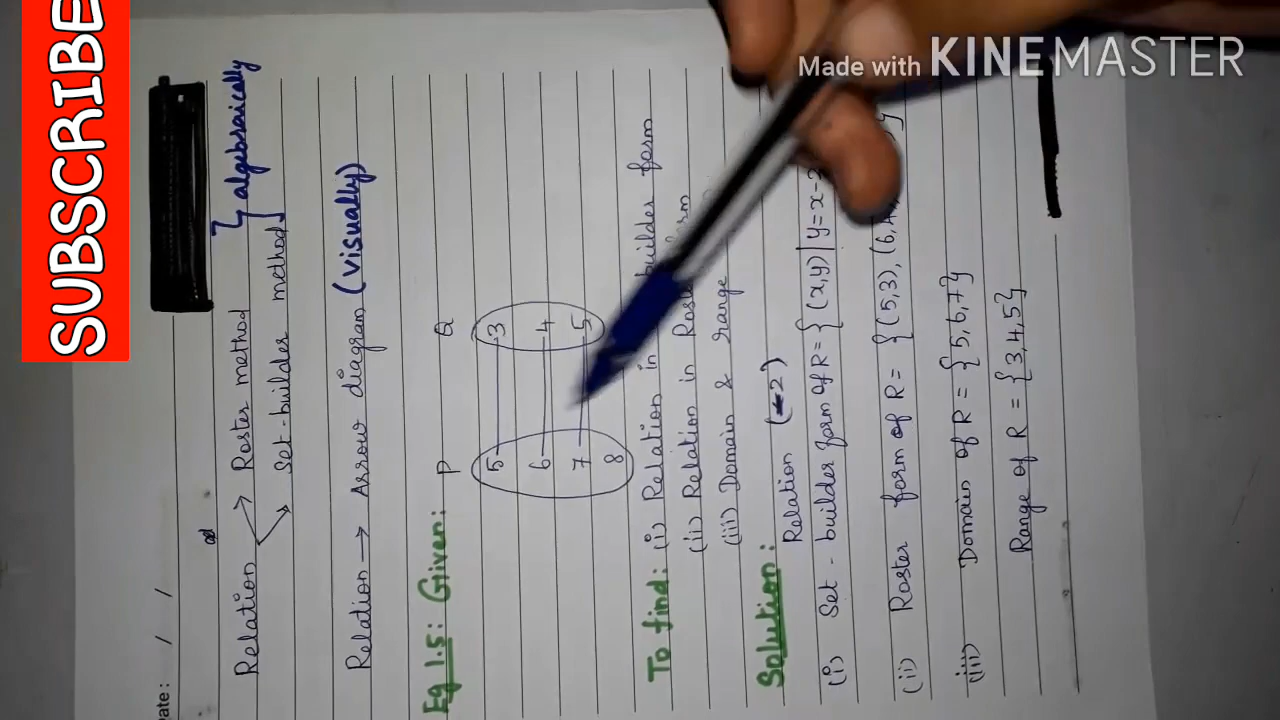 SUBSCRIBE
Made with KINEMASTER
Date: / /
Relation → Roster method
→ Set-builder method } algebraically
Relation → Arrow diagram (visually)
Eg 1.5: Given: P Q
5 3
6 4
7 5
8
To find: (i) Relation in builder form
(ii) Relation in Roster form
(iii) Domain & range
Solution: Relation (-2)
(i) Set-builder form of R = { (x,y) | y = x-2
(ii) Roster form of R = { (5,3), (6,4,
(iii) Domain of R = { 5,6,7 }
Range of R = { 3,4,5 }